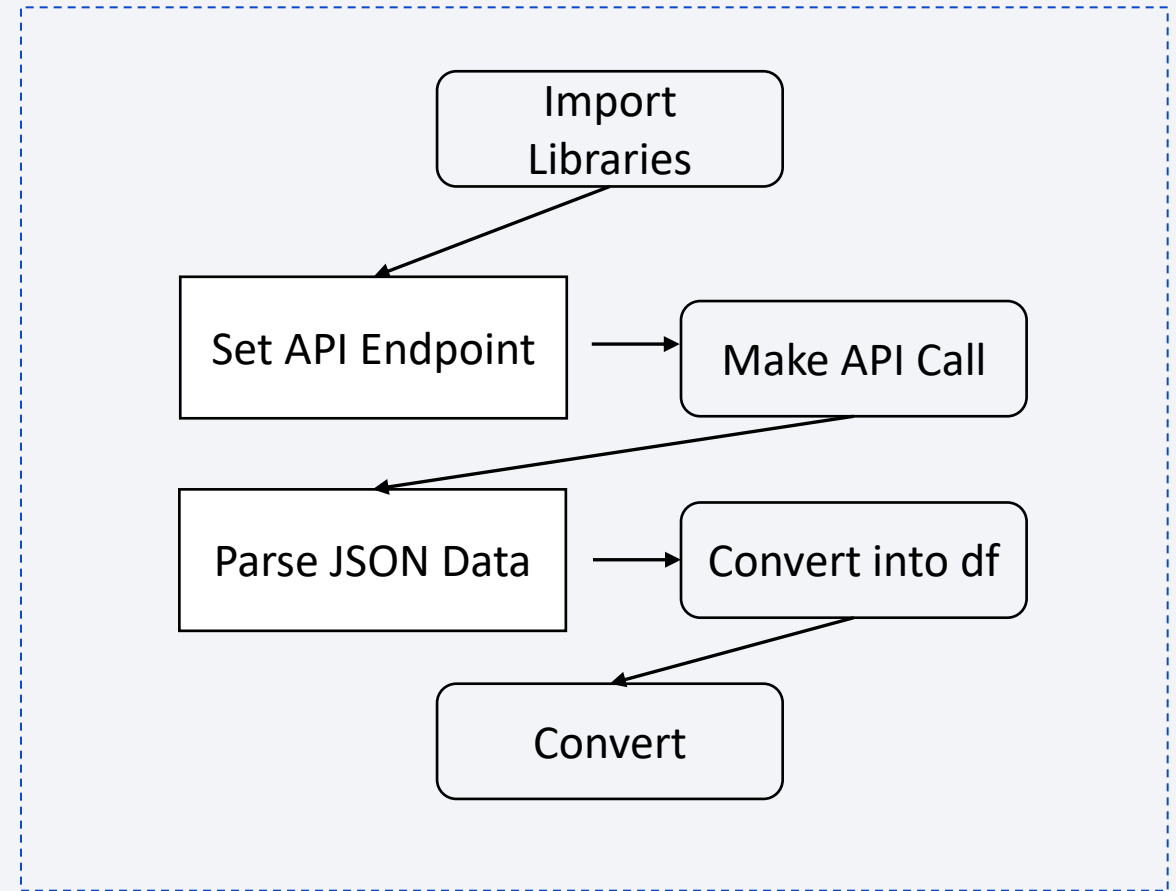 Import
Libraries
Set API Endpoint
Make API Call
Parse JSON Data
Convert into df
Convert